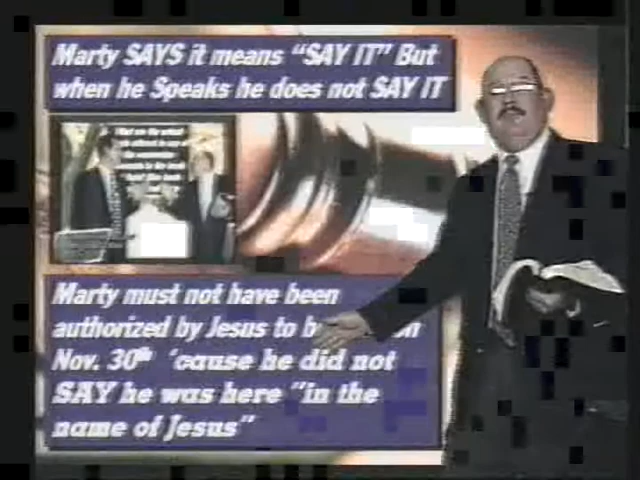 Marty SAYS it means "SAY IT" But
when he Speaks he does not SAY IT
Marty must not have been
authorized by Jesus to b
Nov. 30th 'cause he did not
SAY he was here "in the
name of Jesus"